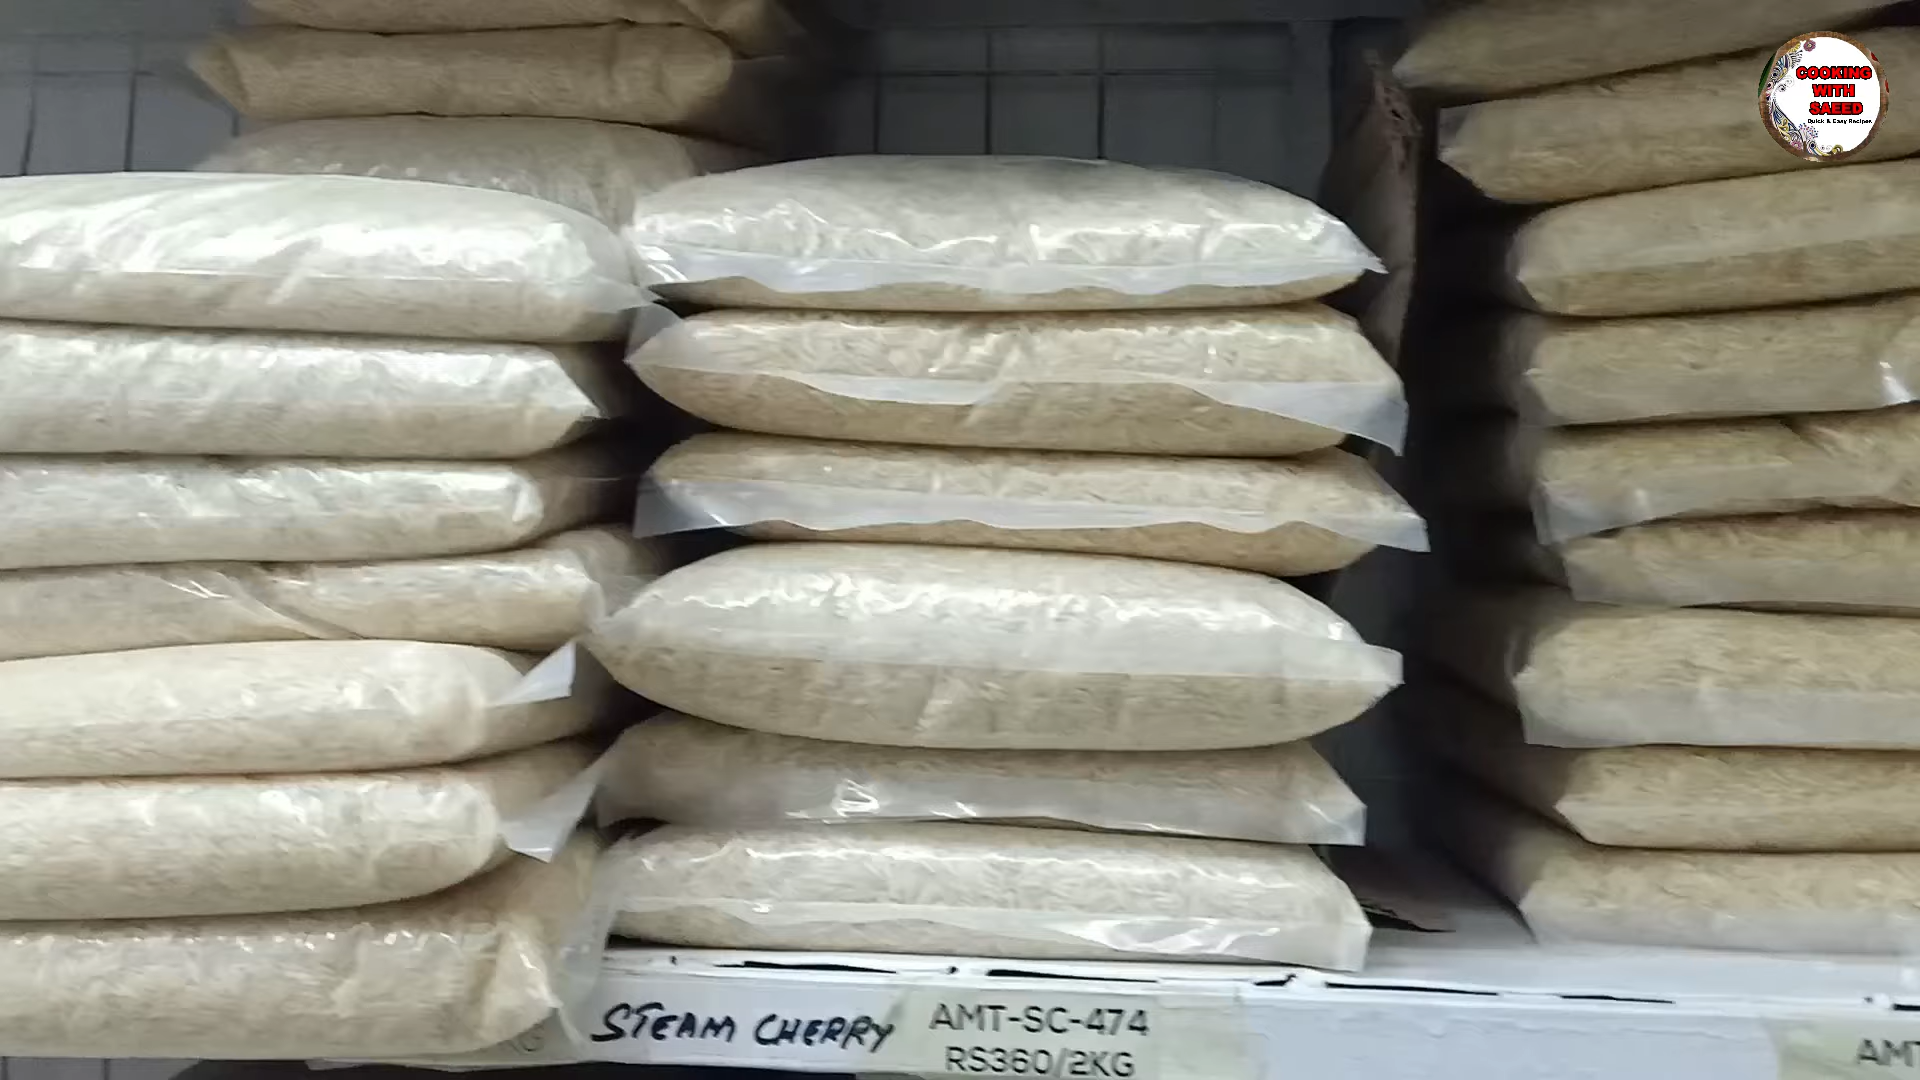 COOKING
WITH
SAEED
Quick & Easy Recipes
STEAM CHERRY
AMT-SC-474
RS360/2KG
AMT